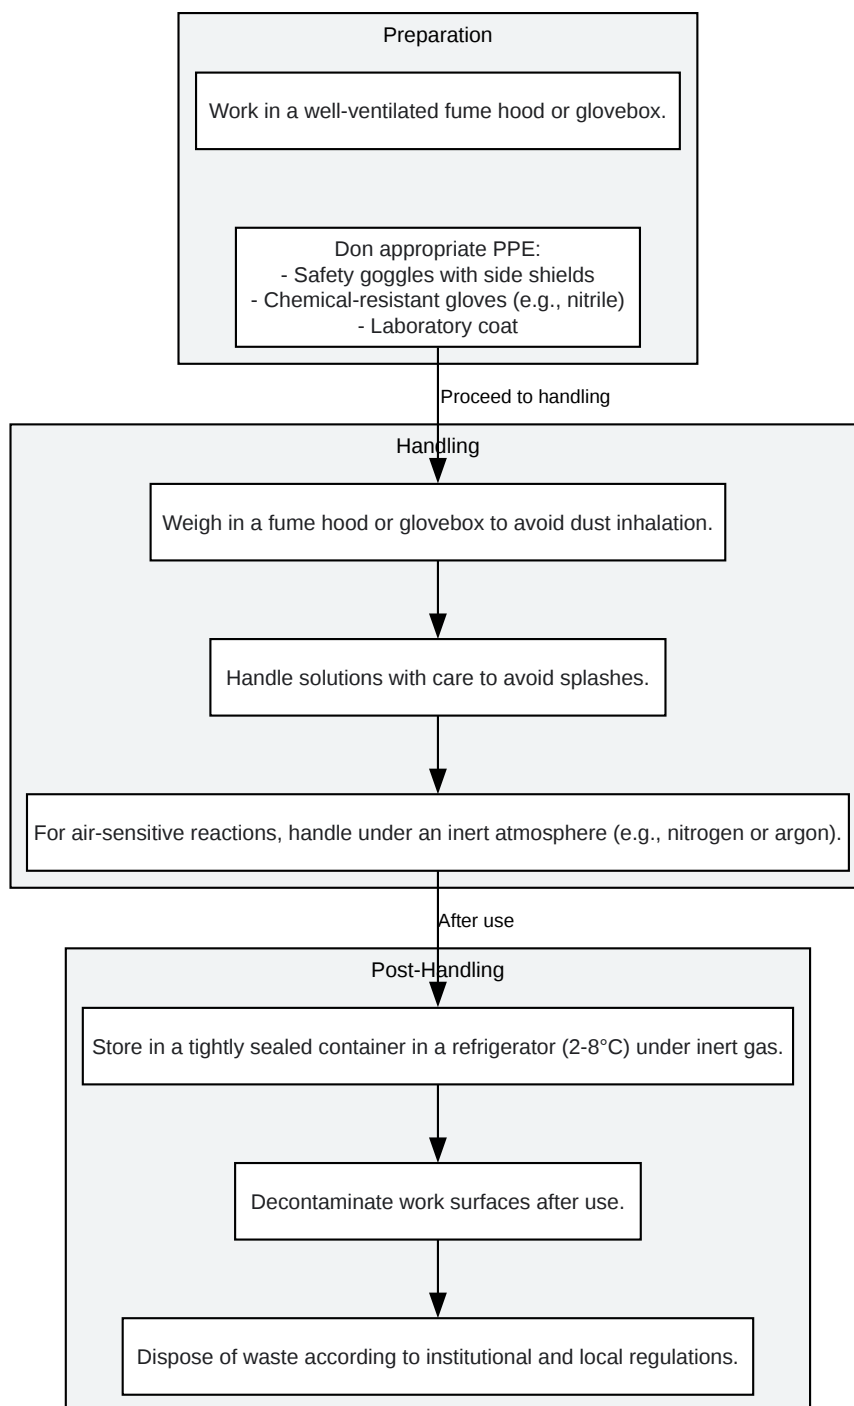 Preparation
Work in a well-ventilated fume hood or glovebox.
Don appropriate PPE:
- Safety goggles with side shields
- Chemical-resistant gloves (e.g., nitrile)
- Laboratory coat
Proceed to handling
Handling
Weigh in a fume hood or glovebox to avoid dust inhalation.
Handle solutions with care to avoid splashes.
For air-sensitive reactions, handle under an inert atmosphere (e.g., nitrogen or argon).
After use
Post-Handling
Store in a tightly sealed container in a refrigerator (2-8°C) under inert gas.
Decontaminate work surfaces after use.
Dispose of waste according to institutional and local regulations.